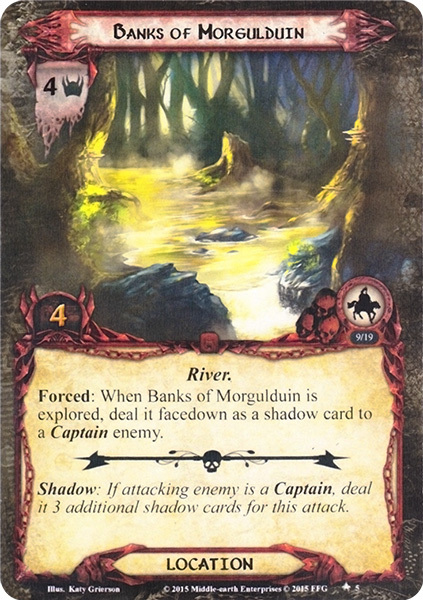 Banks of Morgulduin
4
4
9/19
River.
Forced: When Banks of Morgulduin is
explored, deal it facedown as a shadow card to
a Captain enemy.
Shadow: If attacking enemy is a Captain, deal
it 3 additional shadow cards for this attack.
LOCATION
Illus. Katy Grierson © 2015 Middle-earth Enterprises © 2015 FFG 5